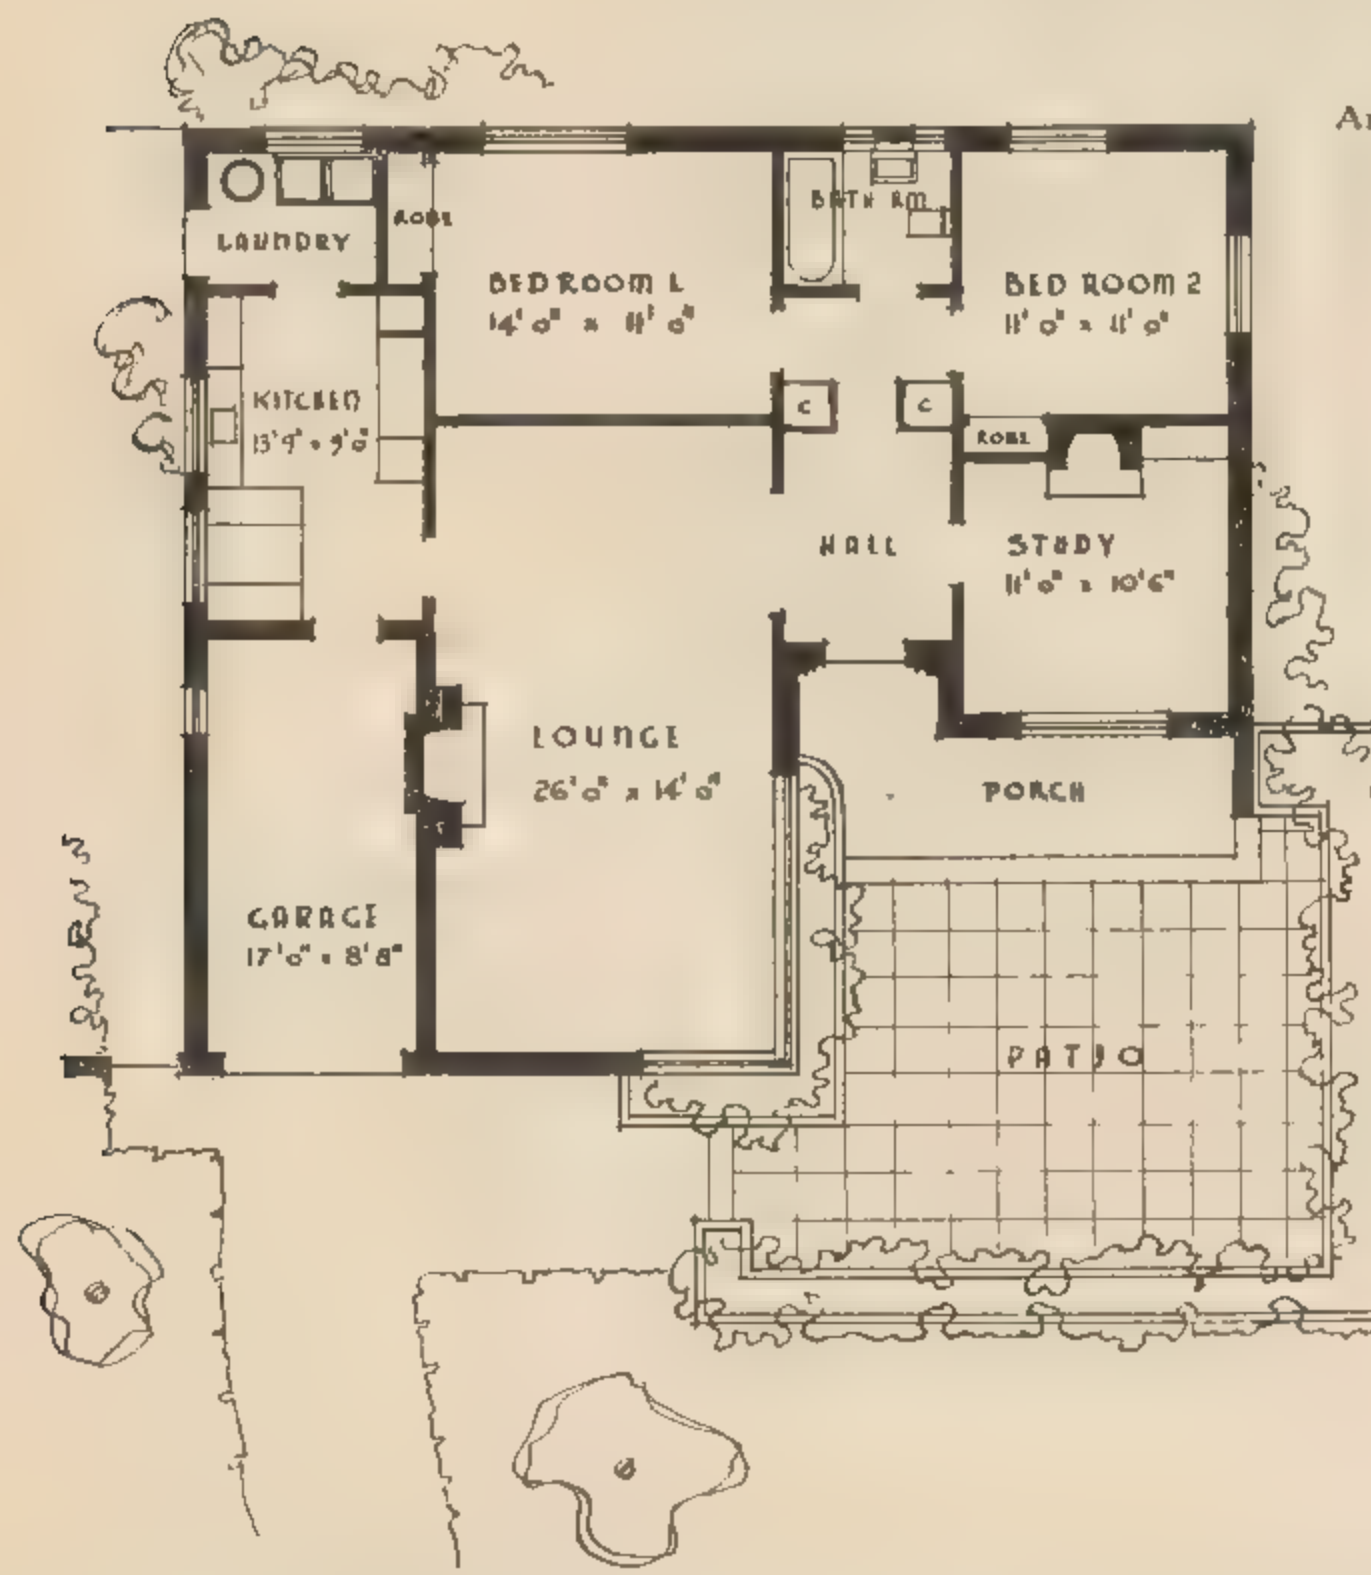 Ar
ROBE
BATH RM
LAUNDRY
BEDROOM 1
14'0" x 11'0"
BED ROOM 2
11'0" x 11'0"
KITCHEN
13'9" x 9'0"
C
C
ROBE
HALL
STUDY
11'0" x 10'6"
LOUNGE
26'0" x 14'0"
PORCH
GARAGE
17'0" x 8'8"
PATIO